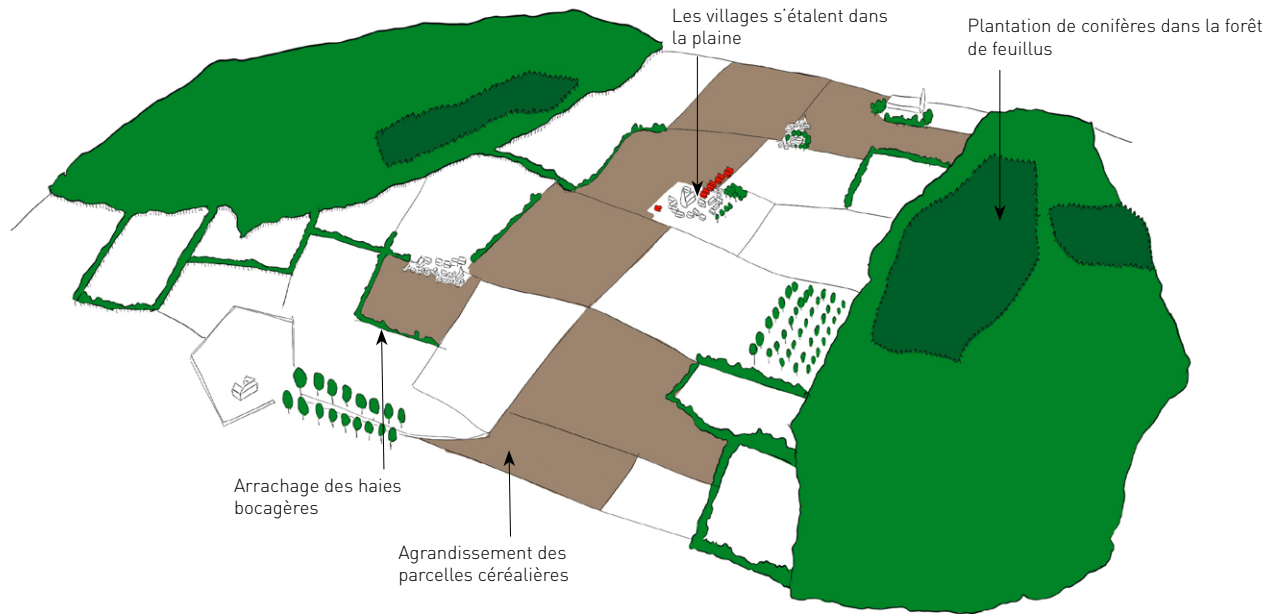 Les villages s'étalent dans
la plaine
Plantation de conifères dans la forêt
de feuillus
Arrachage des haies
bocagères
Agrandissement des
parcelles céréalières